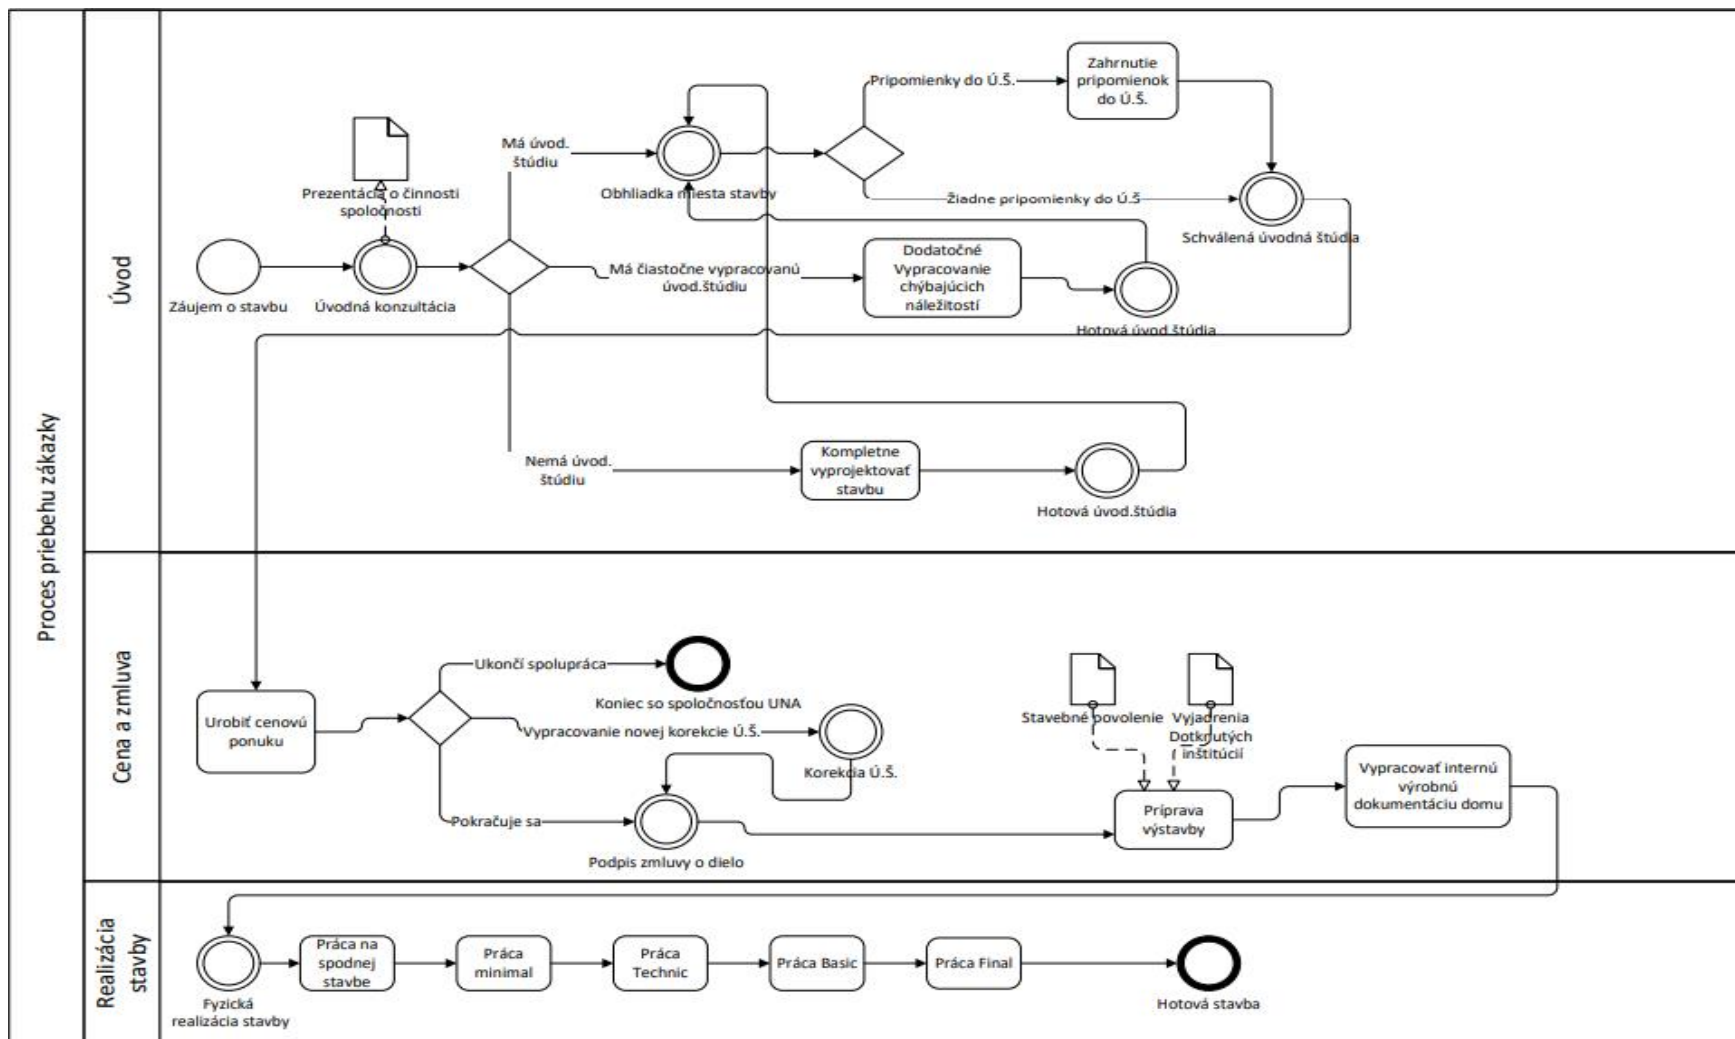 Proces priebehu zákazky
Úvod
Pripomienky do Ú.Š.
Zahrnutie
pripomienok
do Ú.Š.
Má úvod.
štúdiu
Prezentácia o činnosti
spoločnosti
Obhliadka miesta stavby
Žiadne pripomienky do Ú.Š
Schválená úvodná štúdia
Záujem o stavbu
Úvodná konzultácia
Má čiastočne vypracovanú
úvod.štúdiu
Dodatočné
Vypracovanie
chýbajúcich
náležitostí
Hotová úvod.štúdia
Nemá úvod.
štúdiu
Kompletne
vyprojektovať
stavbu
Hotová úvod.štúdia
Cena a zmluva
Urobiť cenovú
ponuku
Ukončí spolupráca
Koniec so spoločnosťou UNA
Vypracovanie novej korekcie Ú.Š.
Korekcia Ú.Š.
Pokračuje sa
Podpis zmluvy o dielo
Stavebné povolenie
Vyjadrenia
Dotknutých
inštitúcií
Príprava
výstavby
Vypracovať internú
výrobnú
dokumentáciu domu
Realizácia
stavby
Fyzická
realizácia stavby
Práca na
spodnej
stavbe
Práca
minimal
Práca
Technic
Práca Basic
Práca Final
Hotová stavba